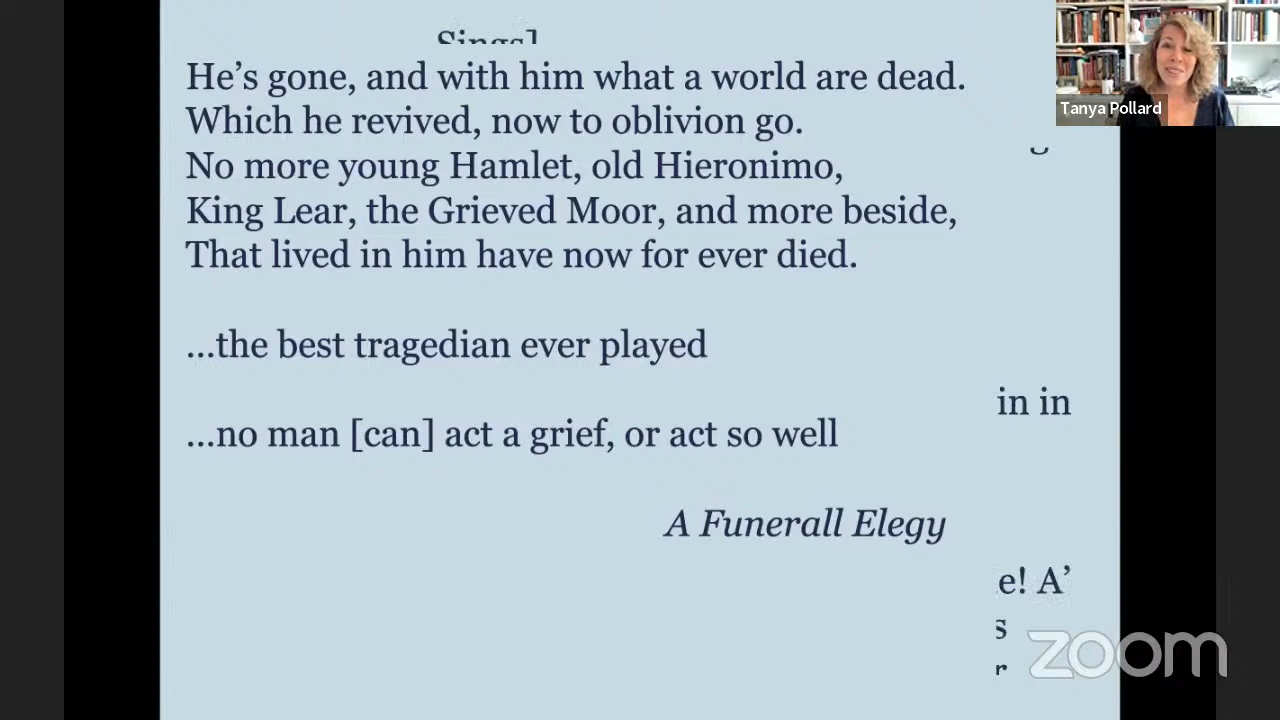 Sings]
He’s gone, and with him what a world are dead.
Which he revived, now to oblivion go.
No more young Hamlet, old Hieronimo,
King Lear, the Grieved Moor, and more beside,
That lived in him have now for ever died.
...the best tragedian ever played
in in
...no man [can] act a grief, or act so well
A Funerall Elegy
e! A’
s
r
Tanya Pollard
zoom